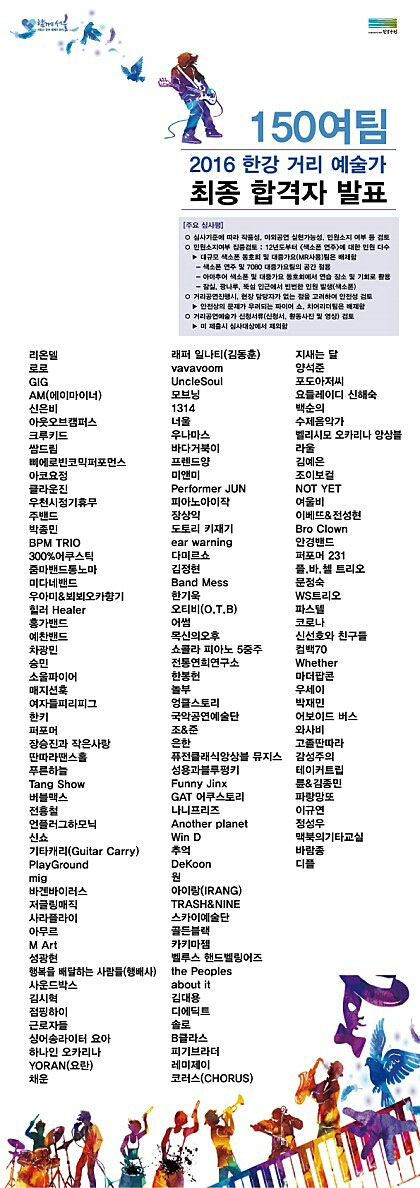 함께서울
150여팀
2016 한강 거리 예술가
최종 합격자 발표
[주요 심사평]
○ 심사기준에 따라 작품성, 야외공연 실현가능성, 민원소지 여부 등 검토
○ 민원소지여부 집중검토 : 12년도부터 <색소폰 연주>에 대한 민원 다수
▶ 대규모 색소폰 동호회 및 대중가요(MR사용)팀은 배제함
- 색소폰 연주 및 7080 대중가요팀의 공간 점용
- 아마추어 색소폰 및 대중가요 동호회에서 연습 장소 및 기회로 활용
- 잠실, 광나루, 뚝섬 인근에서 빈번한 민원 발생(색소폰)
○ 거리공연진행시, 현장 담당자가 없는 점을 고려하여 안전성 검토
▶ 안전상의 문제가 우려되는 파이어 쇼, 치어리더팀은 배제함
○ 거리공연예술가 신청서류(신청서, 활동사진 및 영상) 검토
▶ 미 제출시 심사대상에서 제외함
리온델
로로
GIG
AM(에이마이너)
신은비
아웃오브캠퍼스
크루키드
쌈드림
삐에로빈코믹퍼포먼스
아코요정
클라운진
우천시정기휴무
주밴드
박종민
BPM TRIO
300%어쿠스틱
줌마밴드통노마
미다네밴드
우아미&뵈뵈오카향기
힐러 Healer
홍가밴드
예찬밴드
차광민
승민
소울파이어
매지션훅
여자들피리피그
한키
퍼포머
장승진과 작은사랑
딴따라땐스홀
푸른하늘
Tang Show
버블맥스
전흥철
언플러그하모닉
신쇼
기타캐리(Guitar Carry)
PlayGround
mig
바겐바이러스
저글링매직
사라플라이
아무르
M Art
성광현
행복을 배달하는 사람들(행배사)
사운드박스
김시혁
점핑하이
근로자들
싱어송라이터 요아
하나인 오카리나
YORAN(요란)
채운
래퍼 일나티(김동훈)
vavavoom
UncleSoul
모브닝
1314
너울
우나마스
바다거북이
프렌드얌
미앤미
Performer JUN
피아노아이작
장상익
도토리 키재기
ear warning
다미르쇼
김정현
Band Mess
한기욱
오티비(O.T.B)
어썸
목신의오후
쇼콜라 피아노 5중주
전통연희연구소
한봉헌
놀부
엉클스토리
국악공연예술단
조&준
은한
퓨전클래식앙상블 뮤지스
성용과블루펑키
Funny Jinx
GAT 어쿠스토리
나니프리즈
Another planet
Win D
추억
DeKoon
원
아이랑(IRANG)
TRASH&NINE
스카이예술단
골든블랙
카키마젬
벨루스 핸드벨링어즈
the Peoples
about it
김대용
디에딕트
솔로
B클라스
피기브라더
레미제이
코러스(CHORUS)
지새는 달
양석준
포도아저씨
요들레이디 신해숙
백순의
수제음악가
벨리시모 오카리나 앙상블
라울
김예은
조이보컬
NOT YET
여울비
이베드&전성현
Bro Clown
안경밴드
퍼포머 231
플.바.첼 트리오
문정숙
WS트리오
파스텔
코로나
신선호와 친구들
컴백70
Whether
마더팝콘
우세이
박재민
어보이드 버스
와사비
고졸딴따라
감성주의
테이커트립
륜&김종민
파랑망또
이규연
정성우
맥북의기타교실
바람종
디플